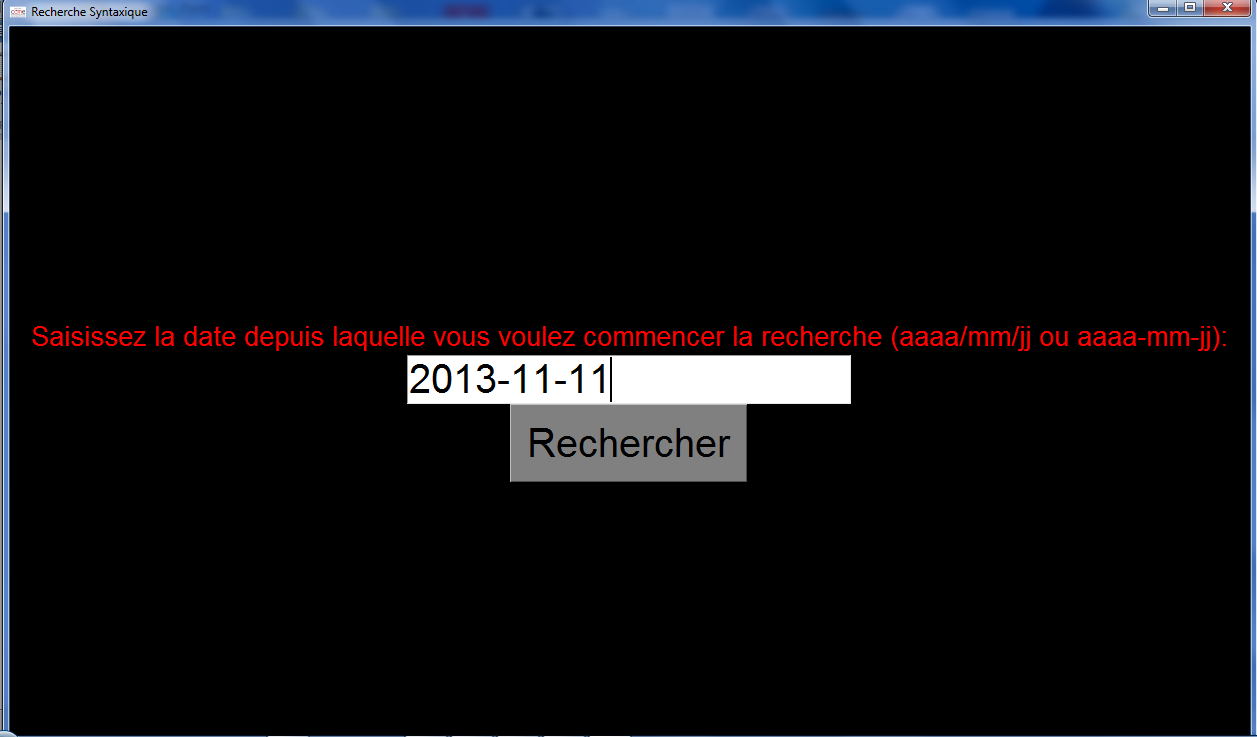 Recherche Syntaxique
Saisissez la date depuis laquelle vous voulez commencer la recherche (aaaa/mm/jj ou aaaa-mm-jj):
2013-11-11
Rechercher